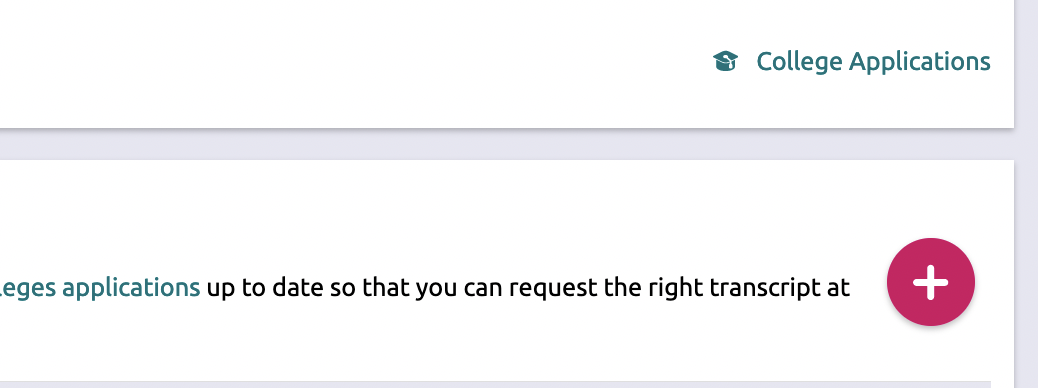 College Applications
leges applications up to date so that you can request the right transcript at